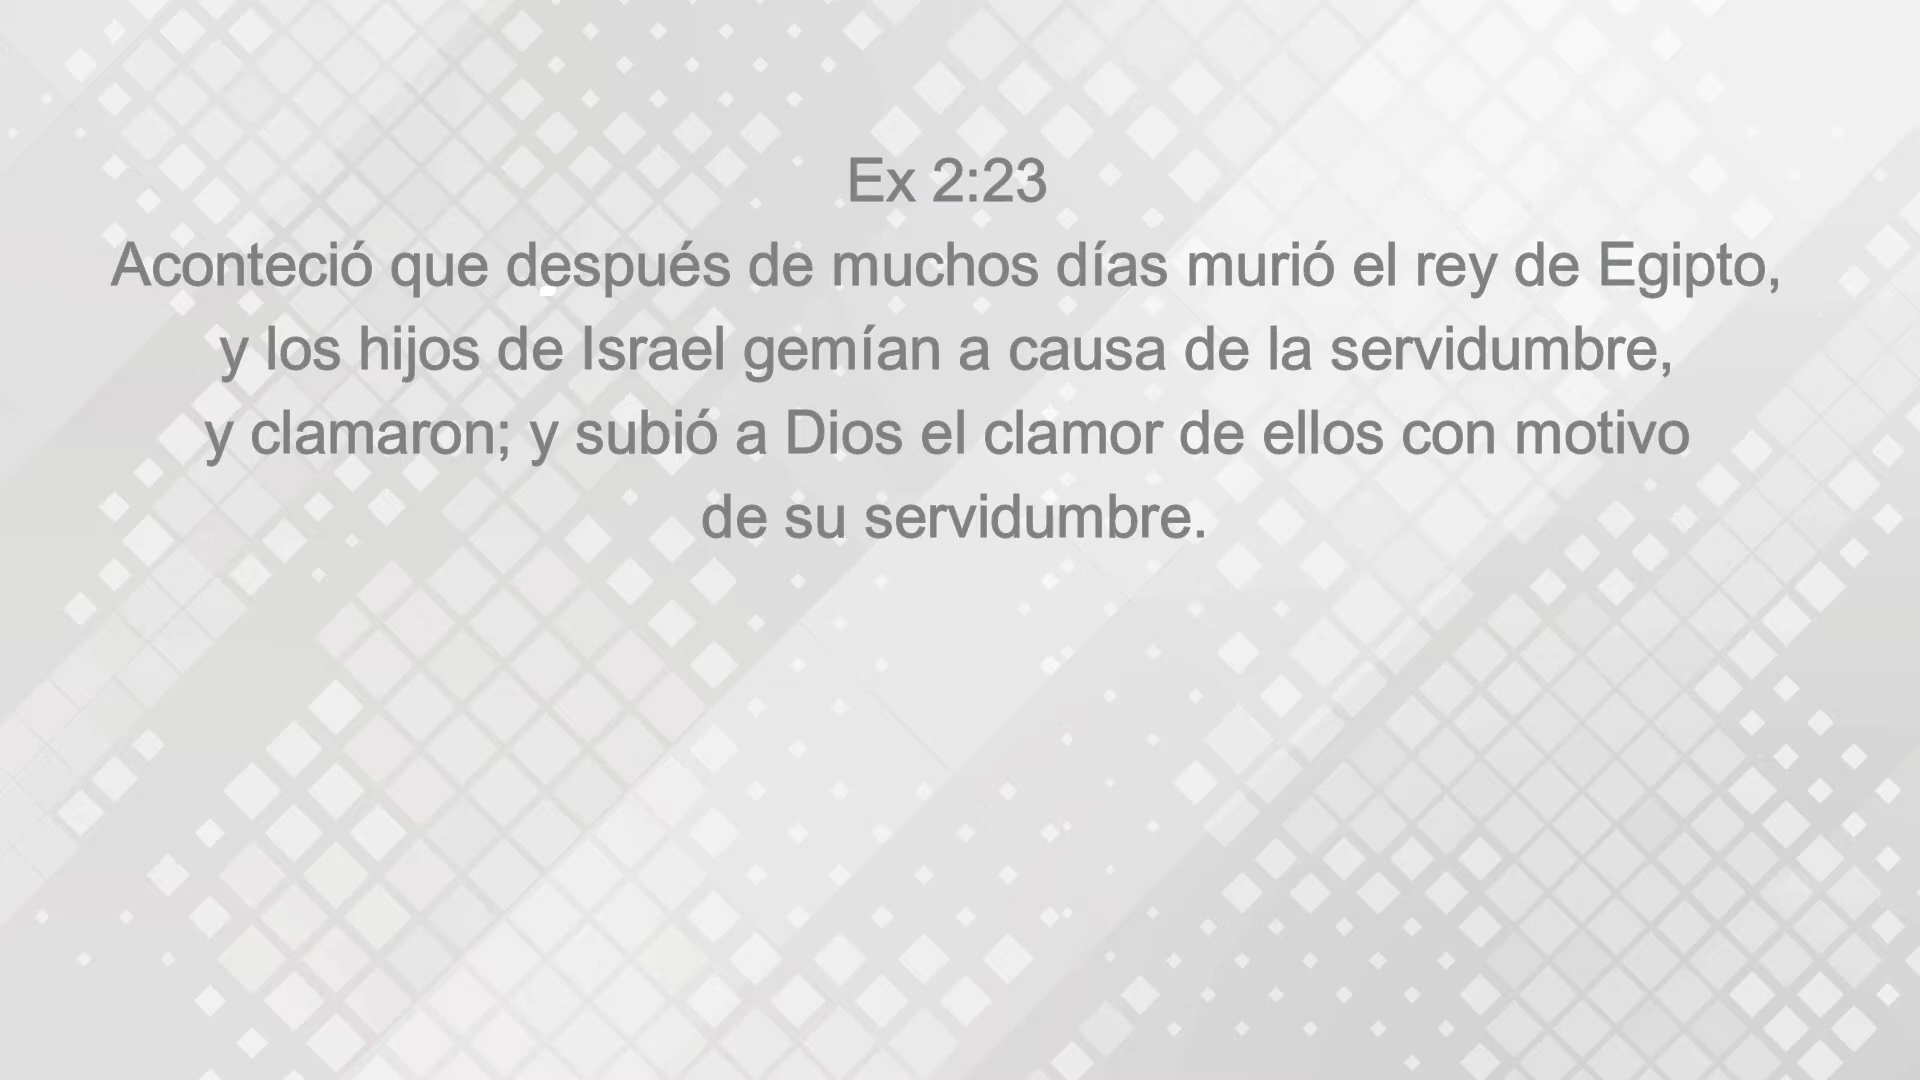 Ex 2:23
Aconteció que después de muchos días murió el rey de Egipto,
y los hijos de Israel gemían a causa de la servidumbre,
y clamaron; y subió a Dios el clamor de ellos con motivo
de su servidumbre.